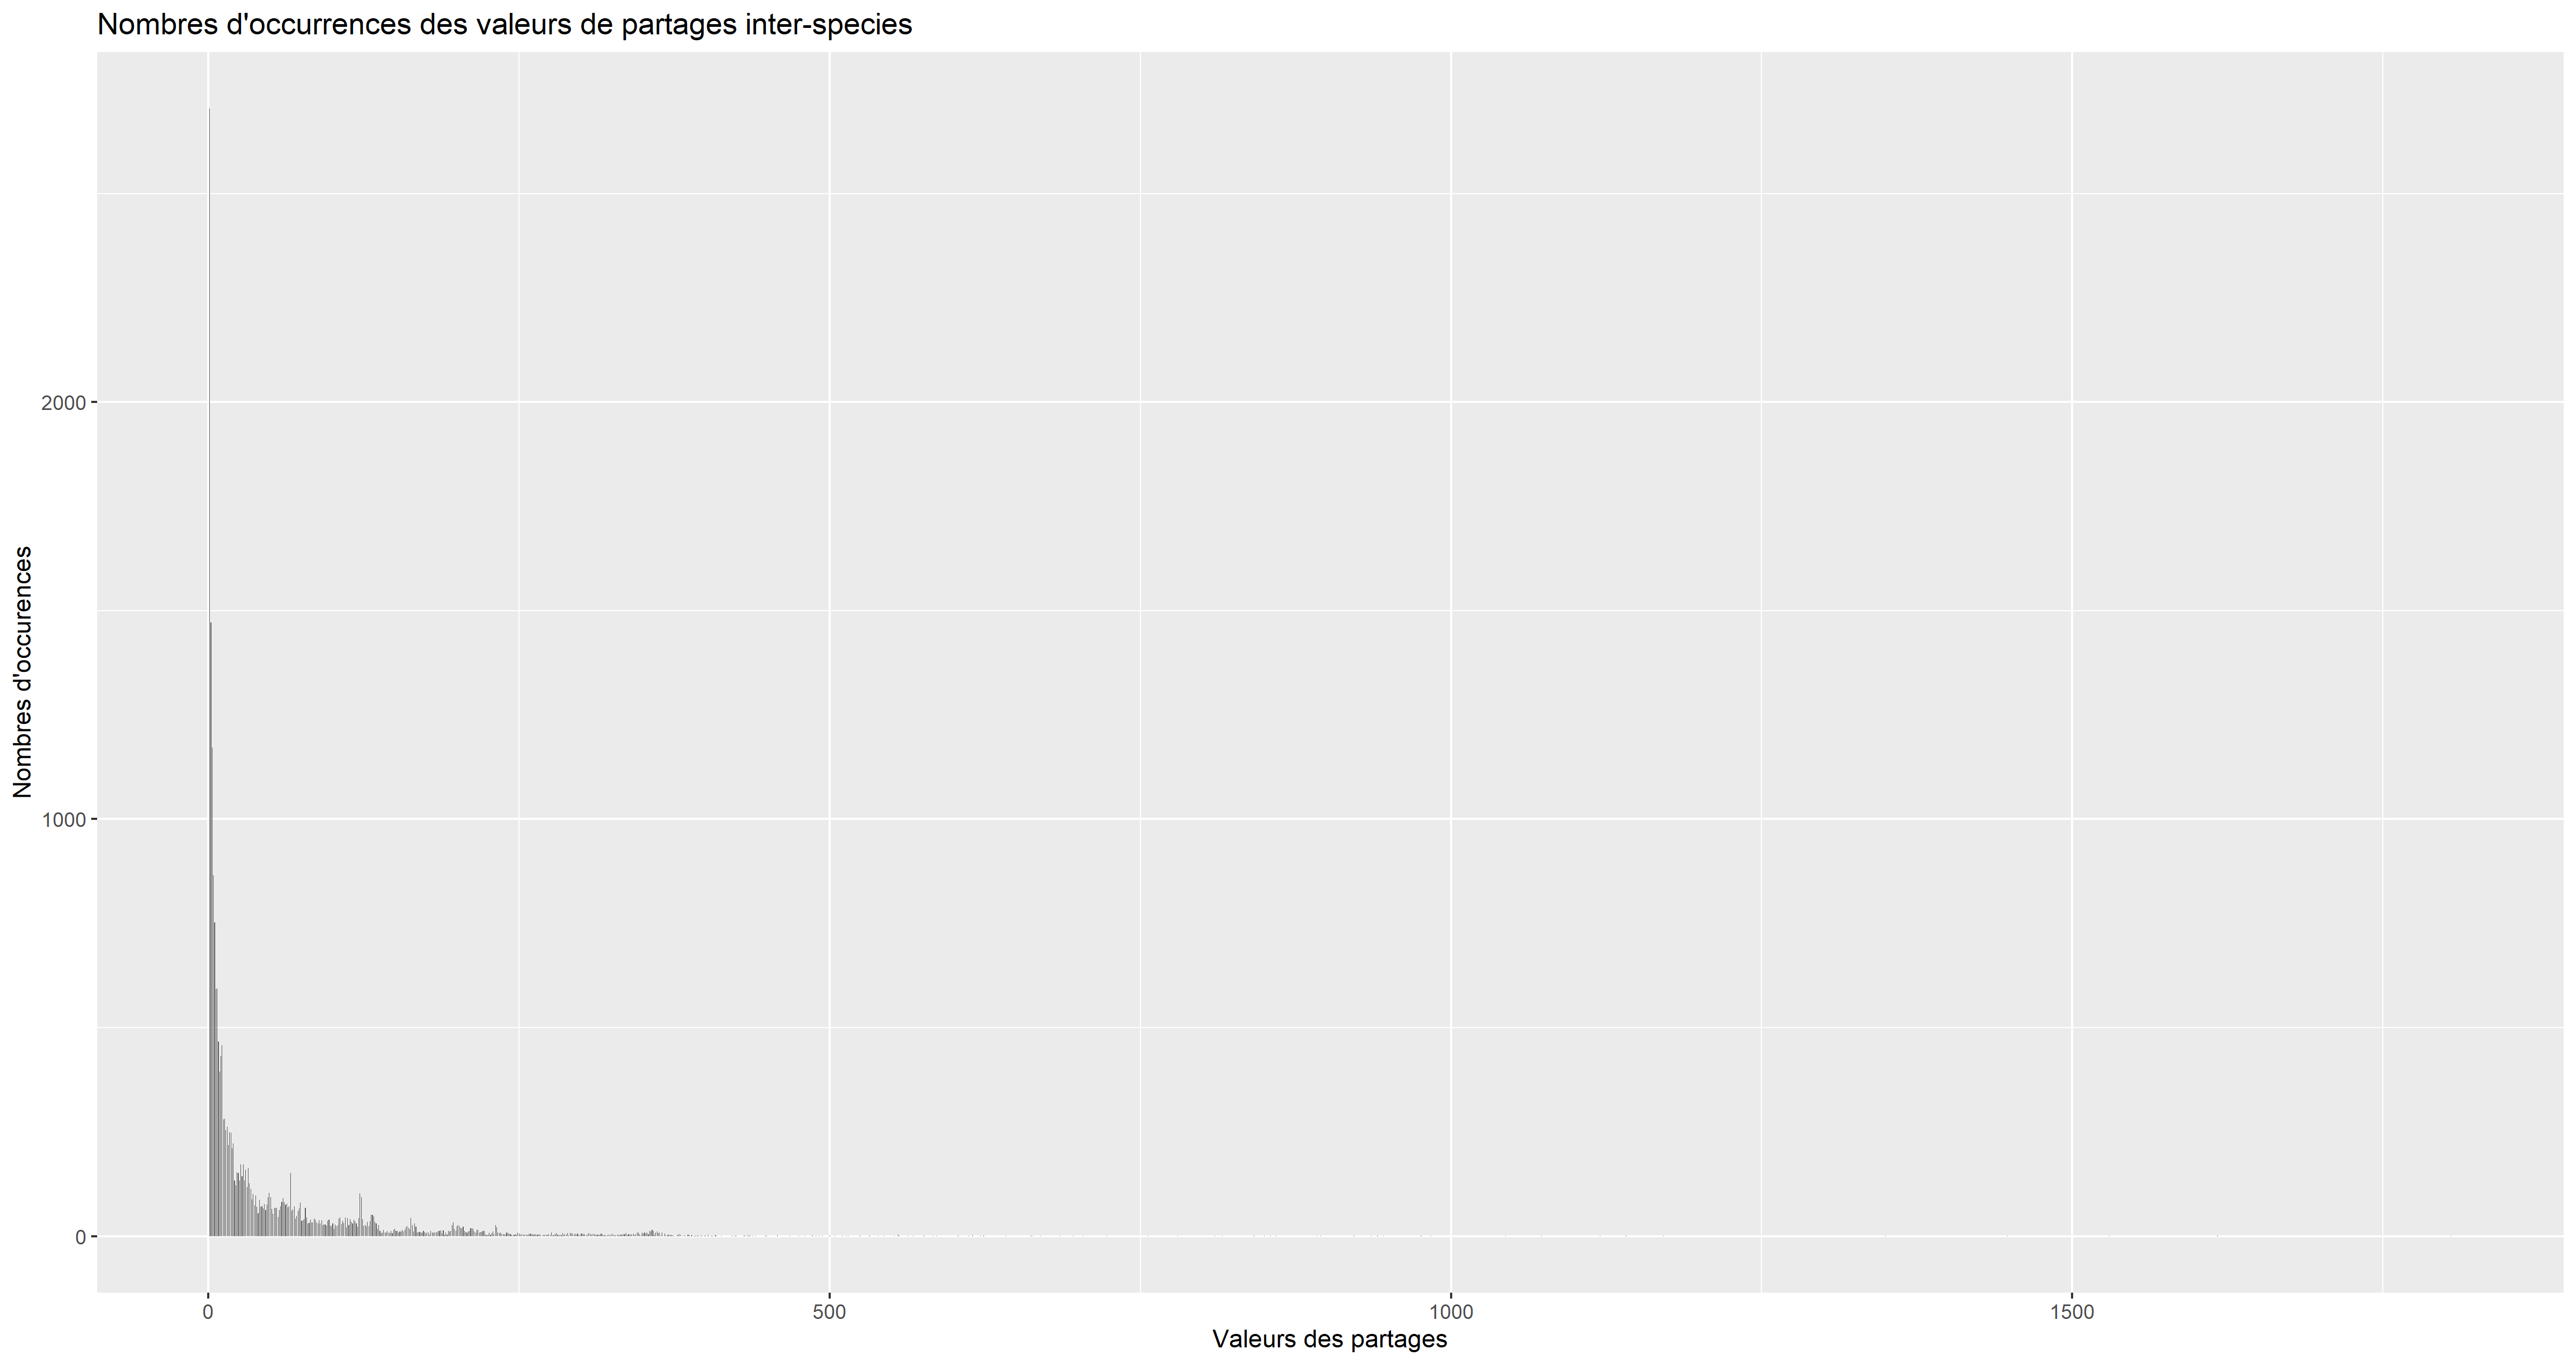 Nombres d'occurrences des valeurs de partages inter-species
Nombres d'occurences
2000
1000
0
0
500
1000
1500
Valeurs des partages